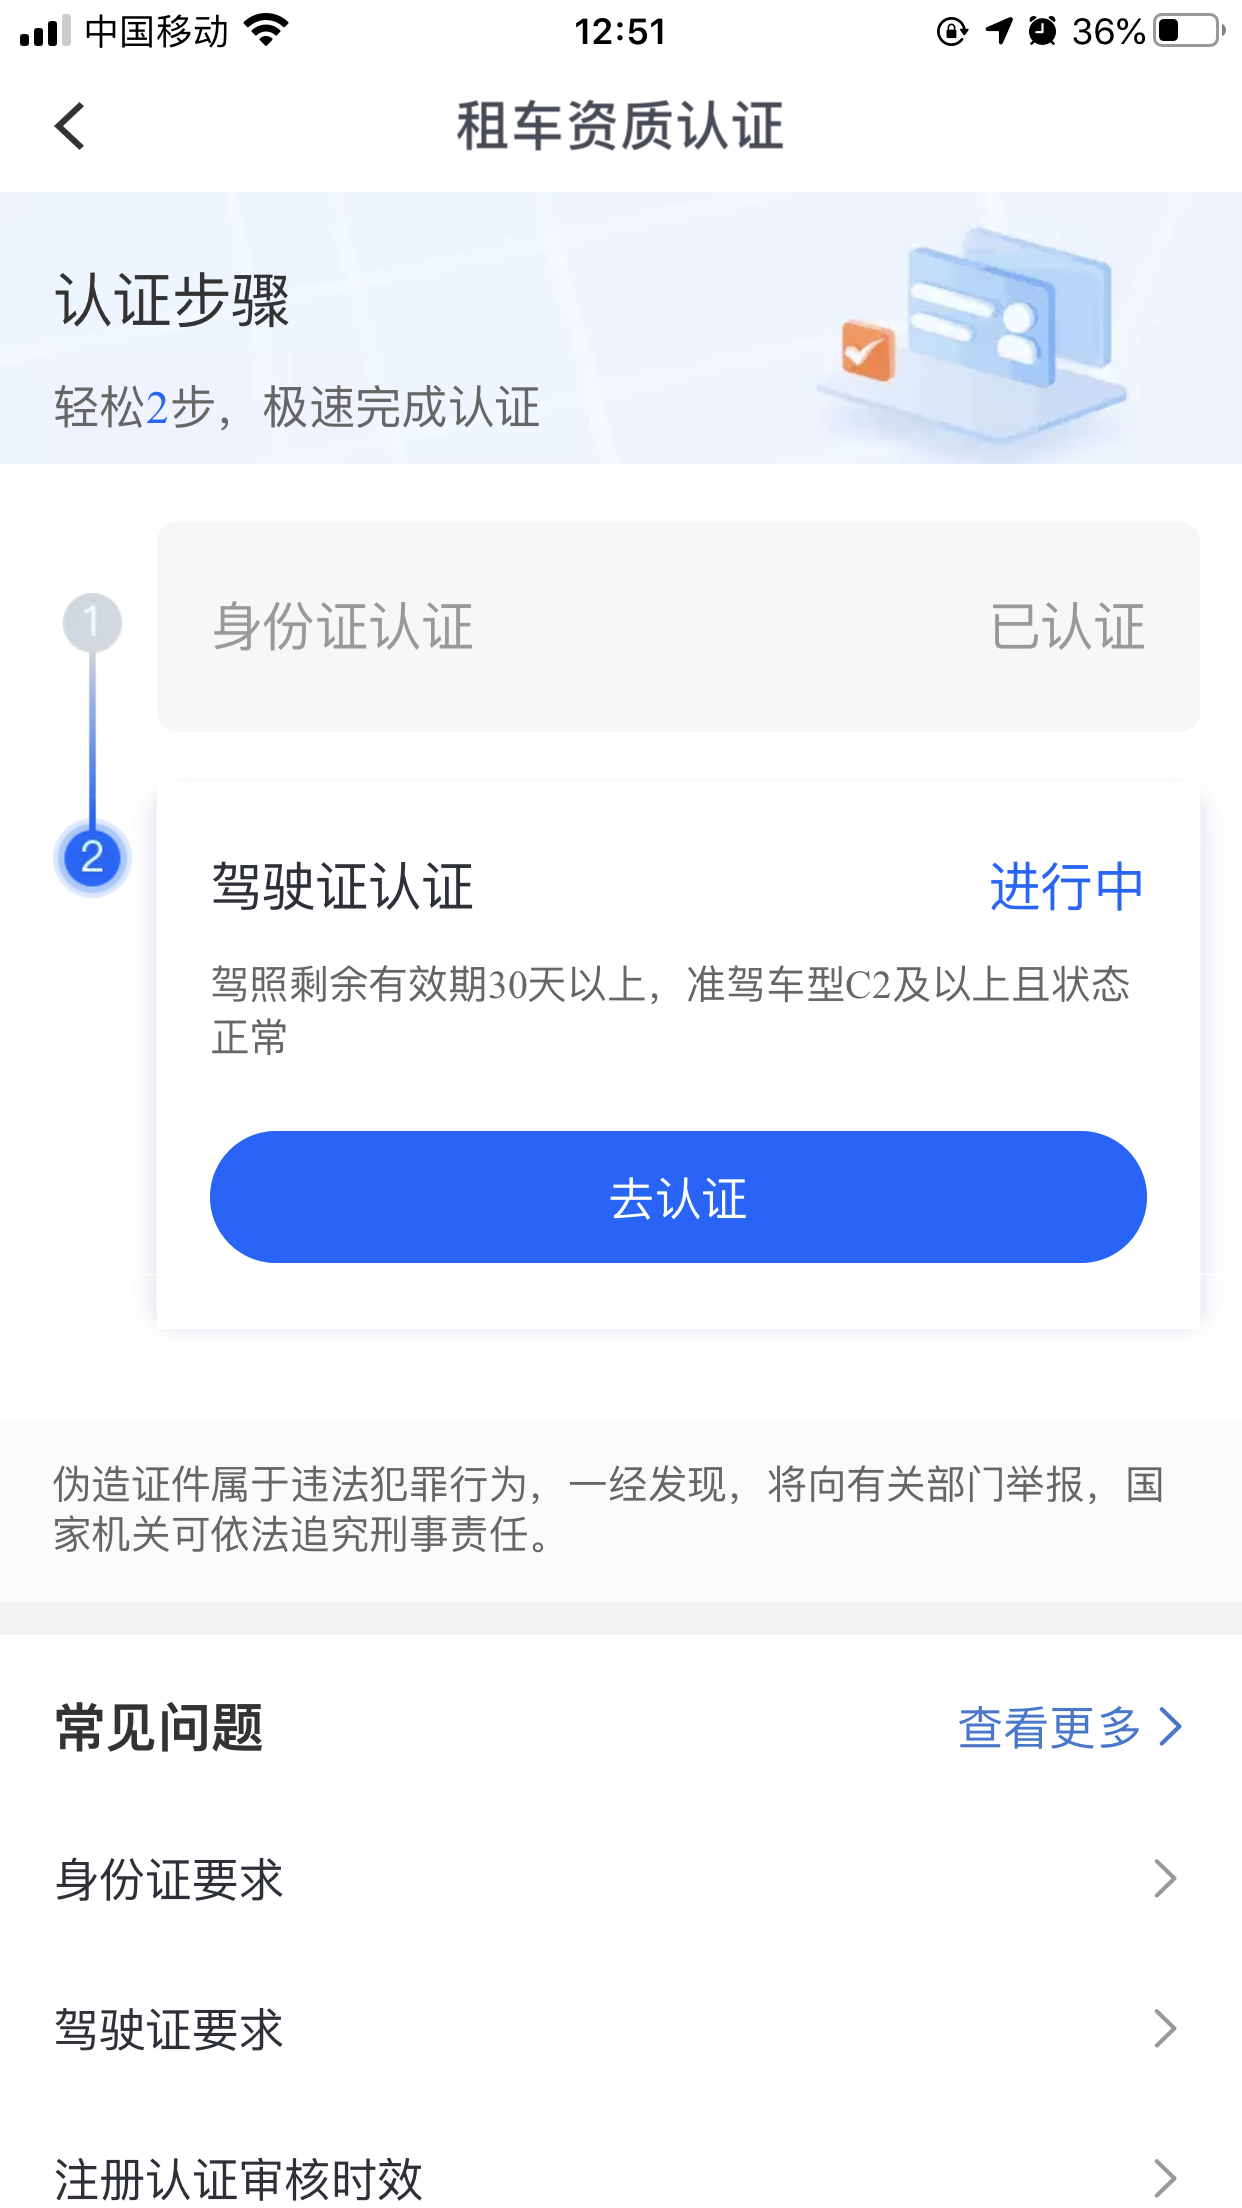 中国移动 12:51 36%
租车资质认证
认证步骤
轻松2步，极速完成认证
1 身份证认证 已认证
2 驾驶证认证 进行中
驾照剩余有效期30天以上，准驾车型C2及以上且状态
正常
去认证
伪造证件属于违法犯罪行为，一经发现，将向有关部门举报，国
家机关可依法追究刑事责任。
常见问题 查看更多
身份证要求
驾驶证要求
注册认证审核时效